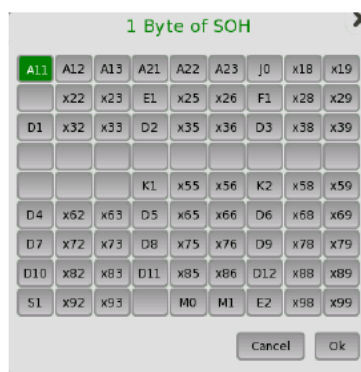 1 Byte of SOH
A11 A12 A13 A21 A22 A23 J0 x18 x19
x22 x23 E1 x25 x26 F1 x28 x29
D1 x32 x33 D2 x35 x36 D3 x38 x39
K1 x55 x56 K2 x58 x59
D4 x62 x63 D5 x65 x66 D6 x68 x69
D7 x72 x73 D8 x75 x76 D9 x78 x79
D10 x82 x83 D11 x85 x86 D12 x88 x89
S1 x92 x93 M0 M1 E2 x98 x99
Cancel Ok